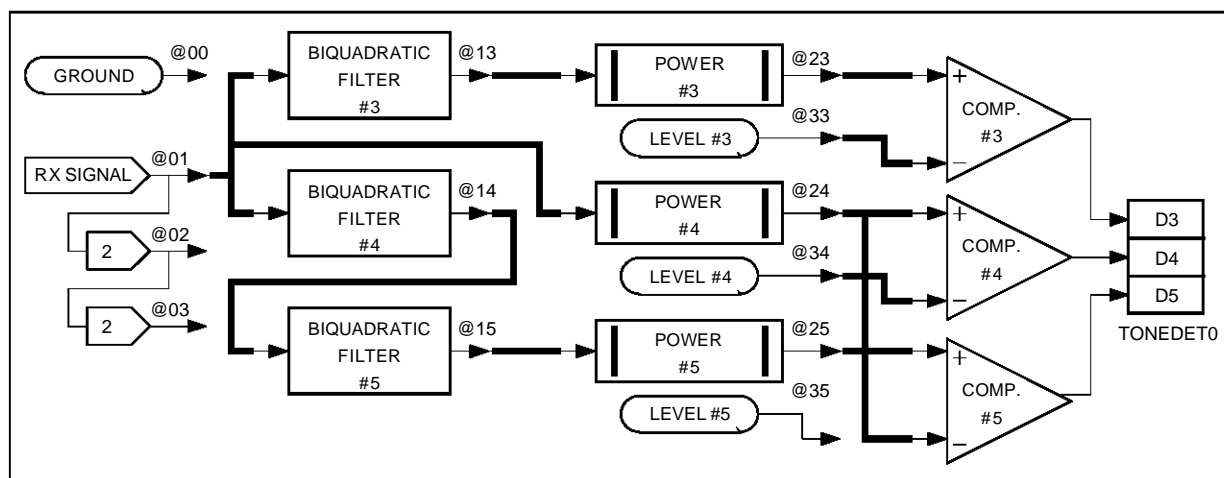 GROUND
@00
RX SIGNAL
@01
2
@02
2
@03
BIQUADRATIC
FILTER
#3
@13
BIQUADRATIC
FILTER
#4
@14
BIQUADRATIC
FILTER
#5
@15
POWER
#3
@23
LEVEL #3
@33
POWER
#4
@24
LEVEL #4
@34
POWER
#5
@25
LEVEL #5
@35
+
COMP.
#3
−
+
COMP.
#4
−
+
COMP.
#5
−
D3
D4
D5
TONEDET0